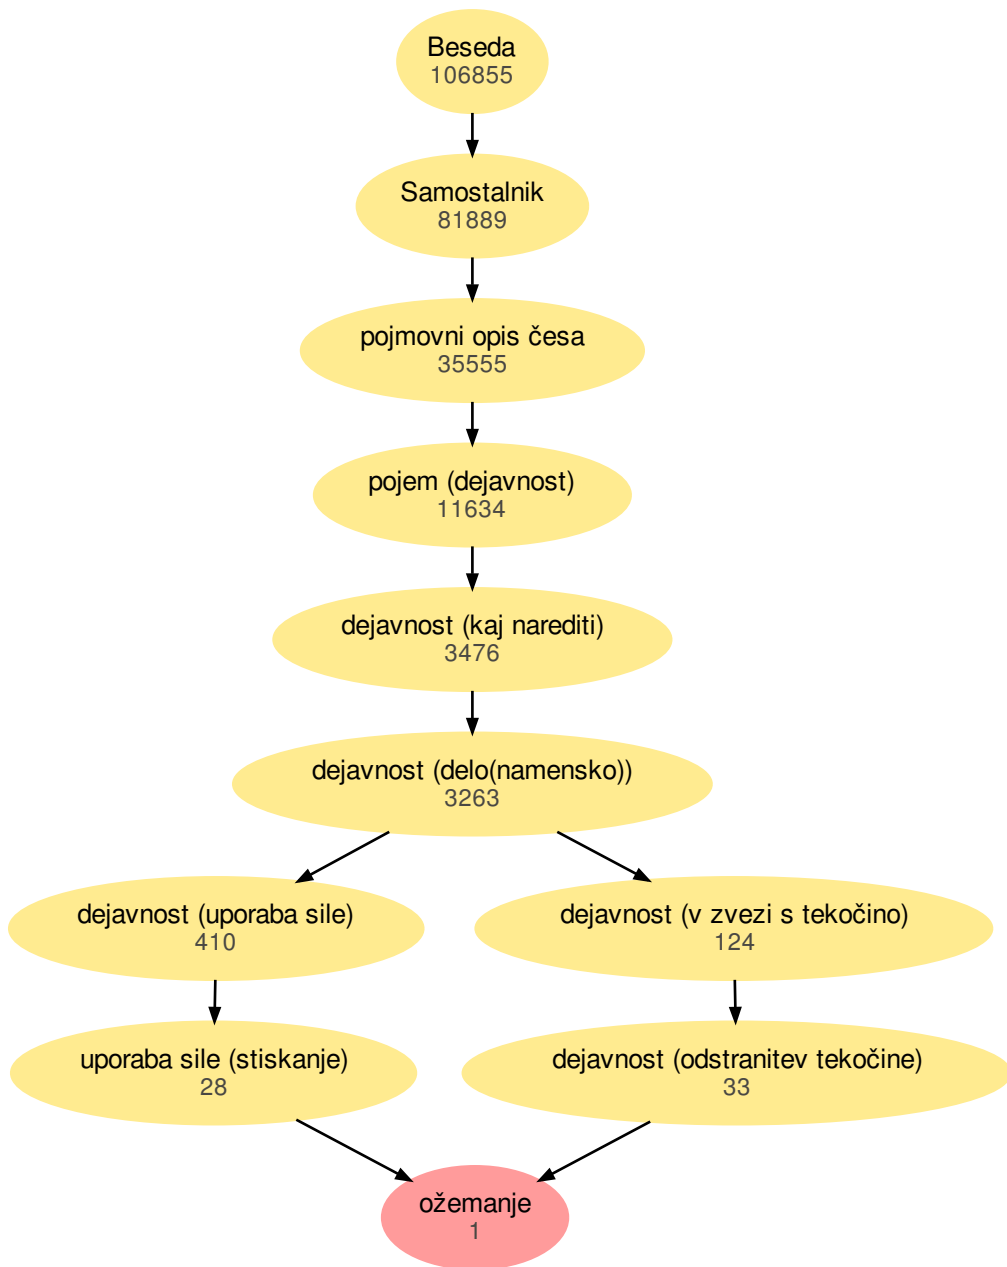 Beseda
106855
Samostalnik
81889
pojmovni opis česa
35555
pojem (dejavnost)
11634
dejavnost (kaj narediti)
3476
dejavnost (delo(namensko))
3263
dejavnost (uporaba sile)
410
dejavnost (v zvezi s tekočino)
124
uporaba sile (stiskanje)
28
dejavnost (odstranitev tekočine)
33
ožemanje
1